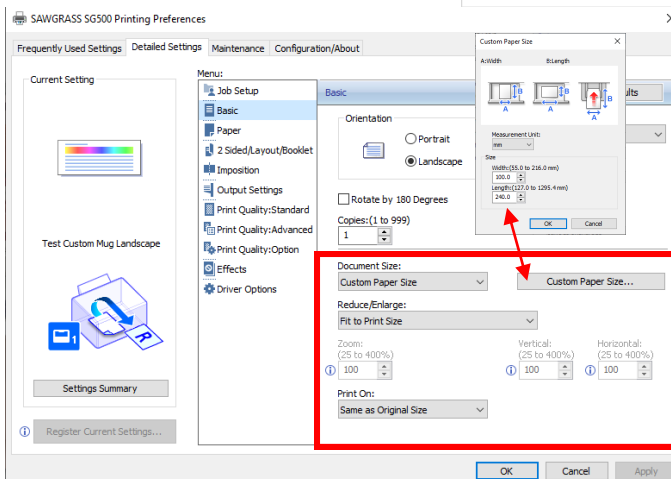 SAWGRASS SG500 Printing Preferences
Frequently Used Settings
Detailed Settings
Maintenance
Configuration/About
Current Setting
Test Custom Mug Landscape
1
R
Settings Summary
Register Current Settings...
Menu:
Job Setup
Basic
Paper
2 Sided/Layout/Booklet
Imposition
Output Settings
Print Quality:Standard
Print Quality:Advanced
Print Quality:Option
Effects
Driver Options
Basic
ults
Orientation
Portrait
Landscape
Rotate by 180 Degrees
Copies:(1 to 999)
1
Custom Paper Size
A:Width B:Length
B
A
B
A
B
A
Measurement Unit:
mm
Size
Width:(55.0 to 216.0 mm)
100.0
Length:(127.0 to 1295.4 mm)
240.0
OK Cancel
Document Size:
Custom Paper Size
Custom Paper Size...
Reduce/Enlarge:
Fit to Print Size
Zoom:
(25 to 400%)
100
Vertical:
(25 to 400%)
100
Horizontal:
(25 to 400%)
100
Print On:
Same as Original Size
OK Cancel Apply